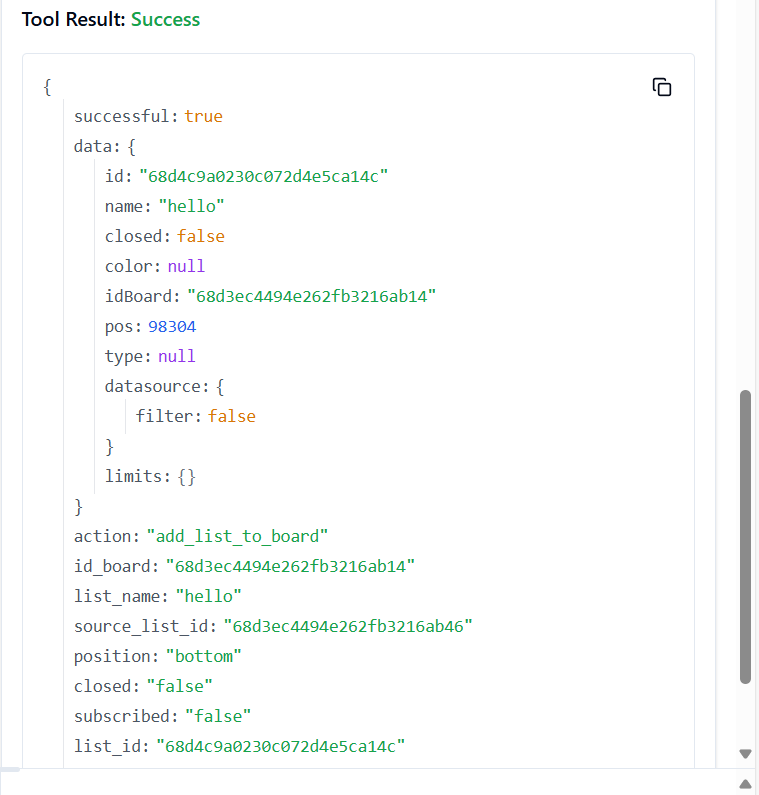 Tool Result: Success
{
successful: true
data: {
id: "68d4c9a0230c072d4e5ca14c"
name: "hello"
closed: false
color: null
idBoard: "68d3ec4494e262fb3216ab14"
pos: 98304
type: null
datasource: {
filter: false
}
limits: {}
}
action: "add_list_to_board"
id_board: "68d3ec4494e262fb3216ab14"
list_name: "hello"
source_list_id: "68d3ec4494e262fb3216ab46"
position: "bottom"
closed: "false"
subscribed: "false"
list_id: "68d4c9a0230c072d4e5ca14c"